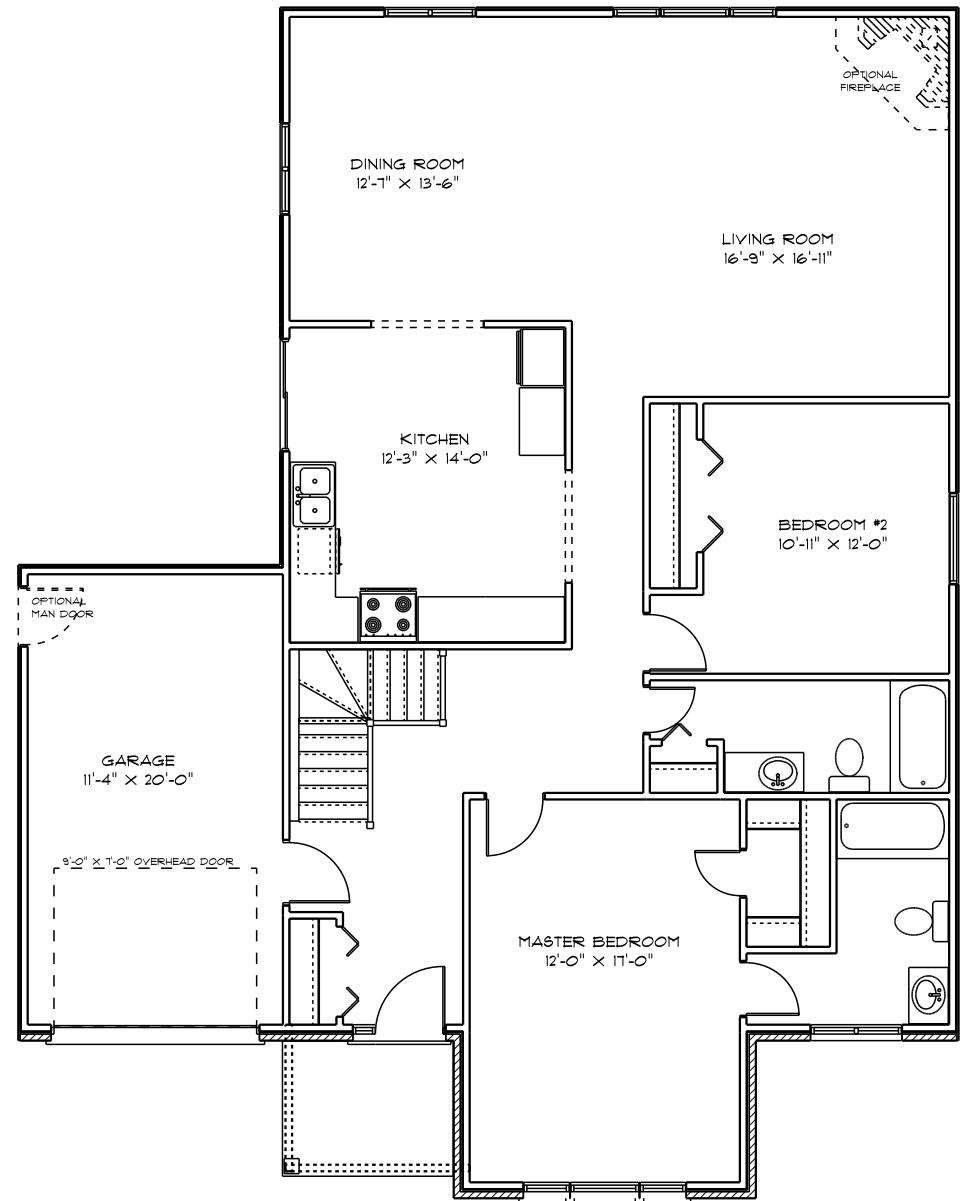 OPTIONAL
FIREPLACE
DINING ROOM
12'-7" X 13'-6"
LIVING ROOM
16'-9" X 16'-11"
KITCHEN
12'-3" X 14'-0"
BEDROOM #2
10'-11" X 12'-0"
OPTIONAL
MAN DOOR
GARAGE
11'-4" X 20'-0"
9'-0" X 7'-0" OVERHEAD DOOR
MASTER BEDROOM
12'-0" X 17'-0"